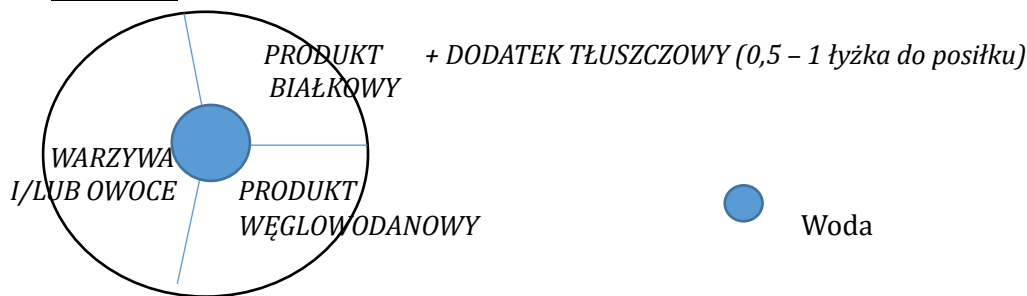 PRODUKT + DODATEK TŁUSZCZOWY (0,5 – 1 łyżka do posiłku)
BIAŁKOWY
WARZYWA
I/LUB OWOCE
PRODUKT
WĘGLOWODANOWY
Woda